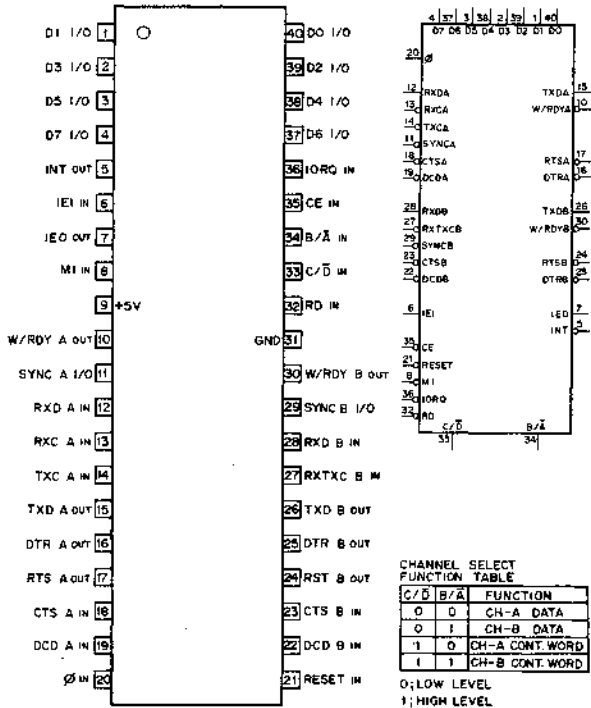 D1 I/O 1
D3 I/O 2
D5 I/O 3
D7 I/O 4
INT OUT 5
IEI IN 6
IEO OUT 7
M1 IN 8
9 +5V
W/RDY A OUT 10
SYNC A I/O 11
RXD A IN 12
RXC A IN 13
TXC A IN 14
TXD A OUT 15
DTR A OUT 16
RTS A OUT 17
CTS A IN 18
DCD A IN 19
Ø IN 20
40 D0 I/O
39 D2 I/O
38 D4 I/O
37 D6 I/O
36 IORQ IN
35 CE IN
34 B/A̅ IN
33 C/D̅ IN
32 RD IN
GND 31
30 W/RDY B OUT
29 SYNC B I/O
28 RXD B IN
27 RXTXC B IN
26 TXD B OUT
25 DTR B OUT
24 RST B OUT
23 CTS B IN
22 DCD B IN
21 RESET IN
4 37 3 38 2 39 1 40
D7 D6 D5 D4 D3 D2 D1 D0
20 Ø
12 RXDA
13 RXCA
14 TXCA
11 SYNCA
18 CTSA
19 DCDA
28 RXDB
27 RXTXCB
29 SYNCB
23 CTSB
22 DCDB
6 IEI
35 CE
21 RESET
8 M1
36 IORQ
32 RD
TXDA 15
W/RDYA 10
RTSA 17
DTRA 16
TXDB 26
W/RDYB 30
RTSB 24
DTRB 25
7
INT 5
C/D̅ B/A̅
33 34
CHANNEL SELECT
FUNCTION TABLE
C/D̅ B/A̅ FUNCTION
0 0 CH-A DATA
0 1 CH-B DATA
1 0 CH-A CONT. WORD
1 1 CH-B CONT. WORD
0; LOW LEVEL
1; HIGH LEVEL